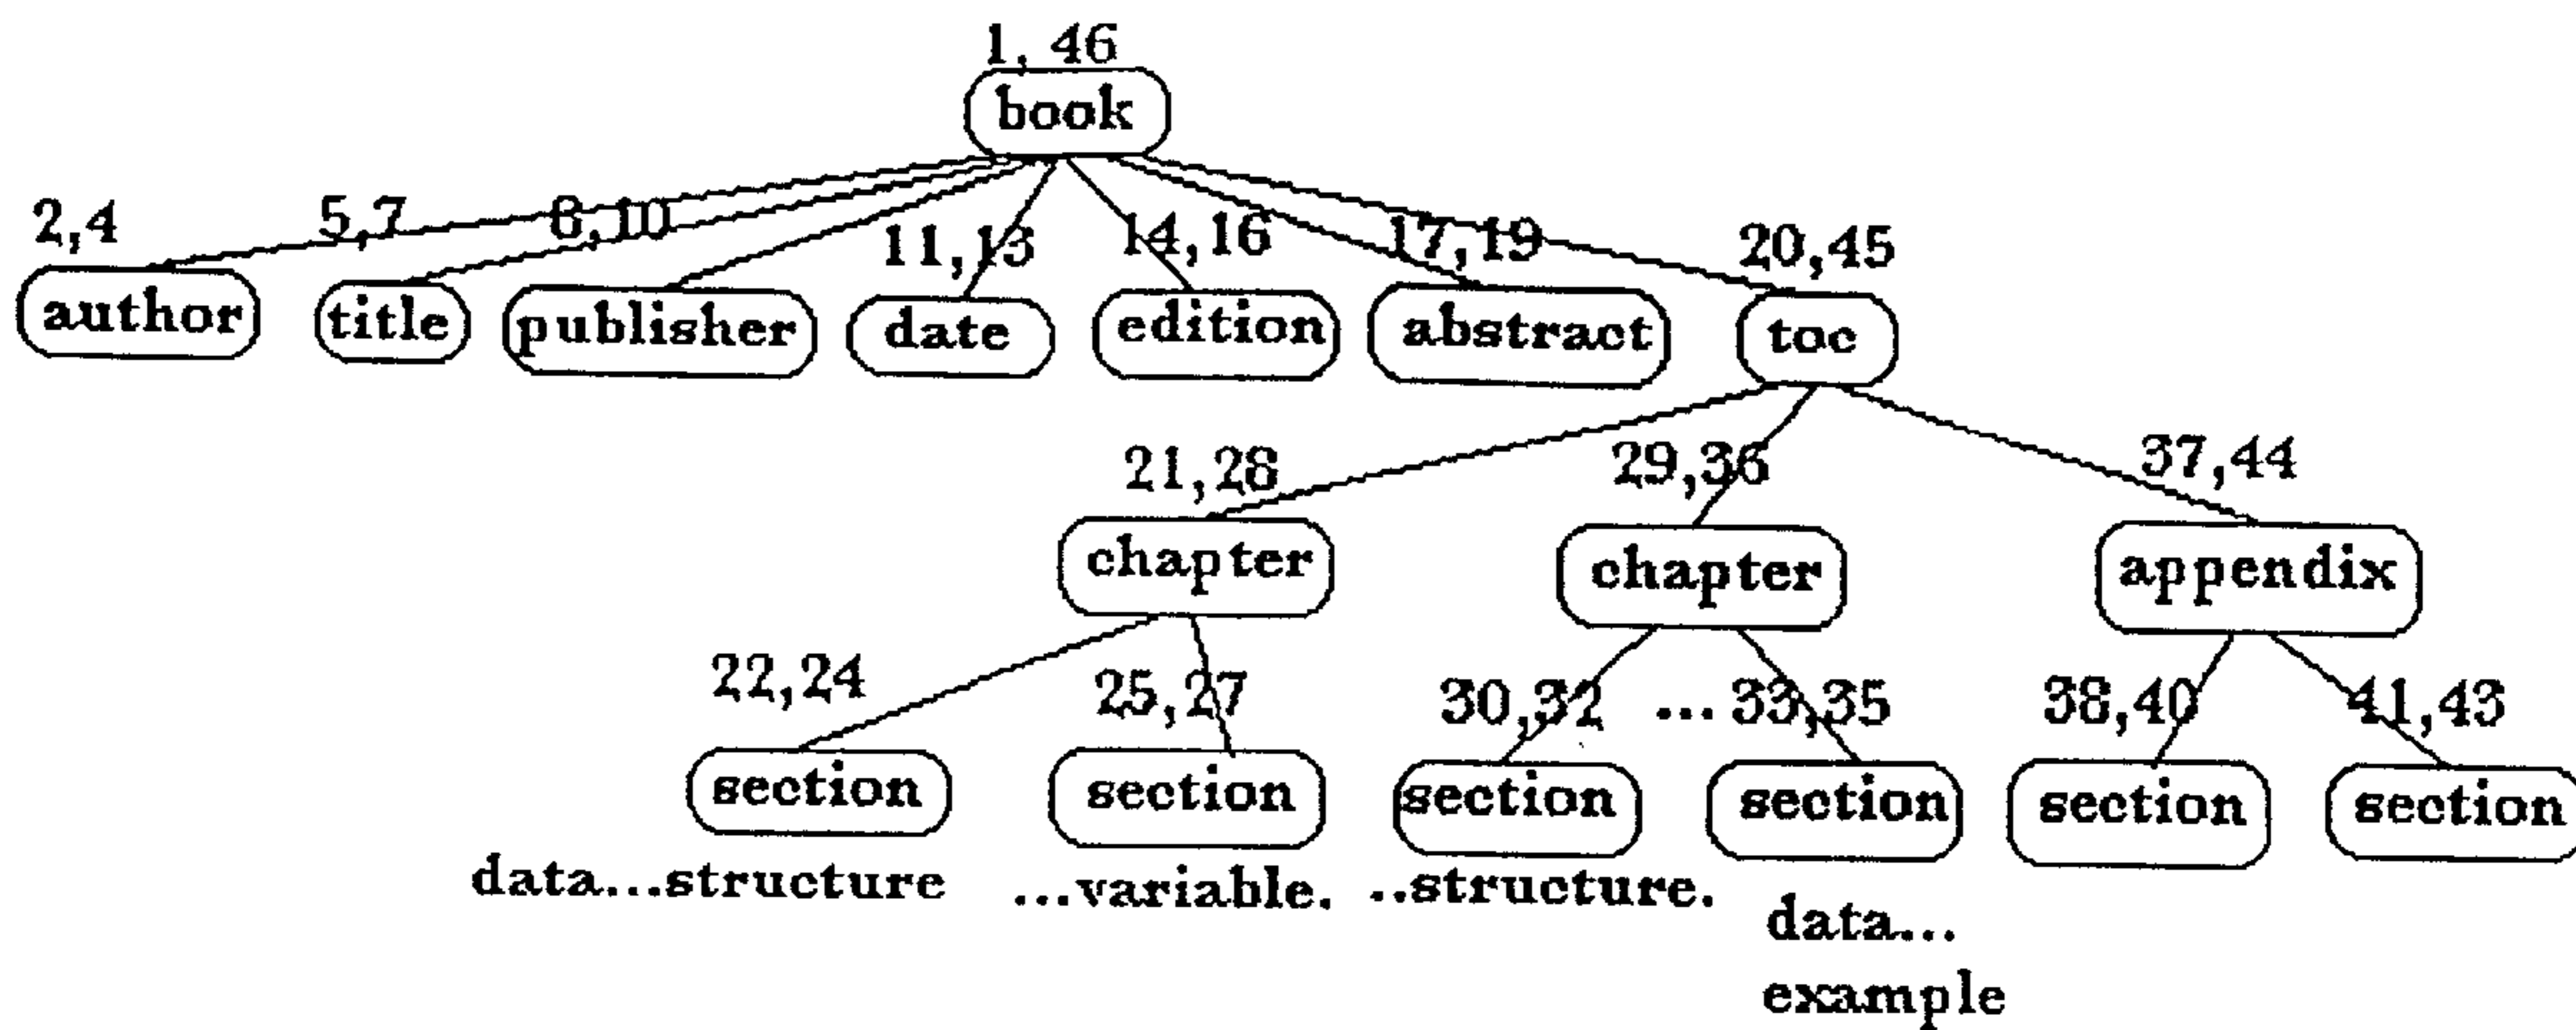 1, 46
book
2,4 5,7 8,10 11,13 14,16 17,19 20,45
author title publisher date edition abstract toc
21,28 29,36 37,44
chapter chapter appendix
22,24 25,27 30,32 ... 33,35 38,40 41,43
section section section section section section
data...structure ...variable. ..structure. data...
example